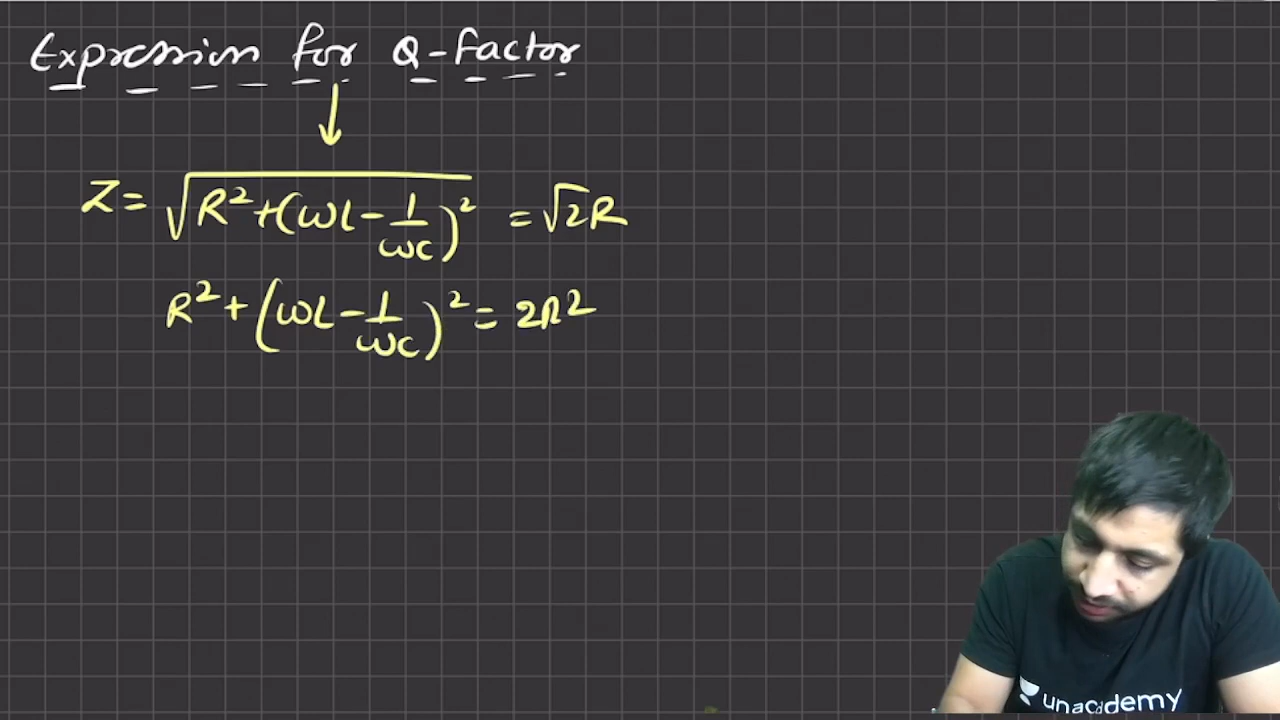 Expression for Q-Factor
Z = √R² + (ωL - 1/ωC)² = √2R
R² + (ωL - 1/ωC)² = 2R²
unacademy